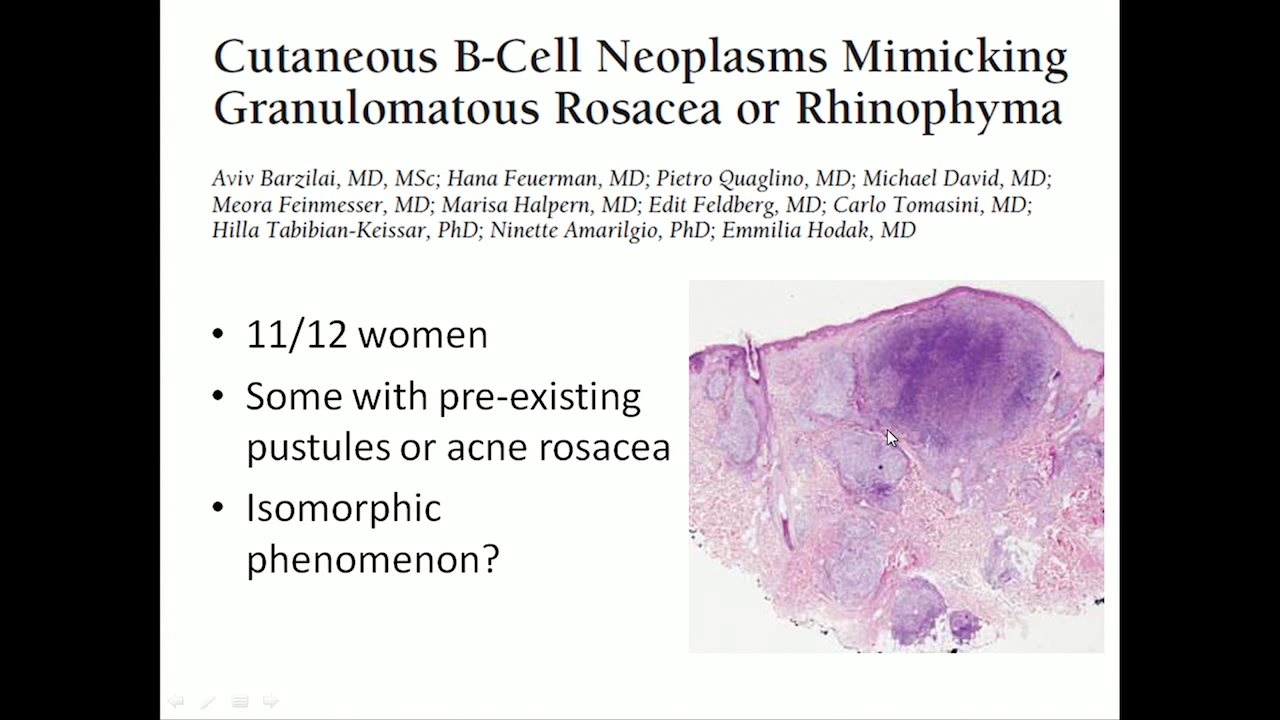 Cutaneous B-Cell Neoplasms Mimicking
Granulomatous Rosacea or Rhinophyma
Aviv Barzilai, MD, MSc; Hana Feuerman, MD; Pietro Quaglino, MD; Michael David, MD;
Meora Feinmesser, MD; Marisa Halpern, MD; Edit Feldberg, MD; Carlo Tomasini, MD;
Hilla Tabibian-Keissar, PhD; Ninette Amarilgio, PhD; Emmilia Hodak, MD
• 11/12 women
• Some with pre-existing
pustules or acne rosacea
• Isomorphic
phenomenon?